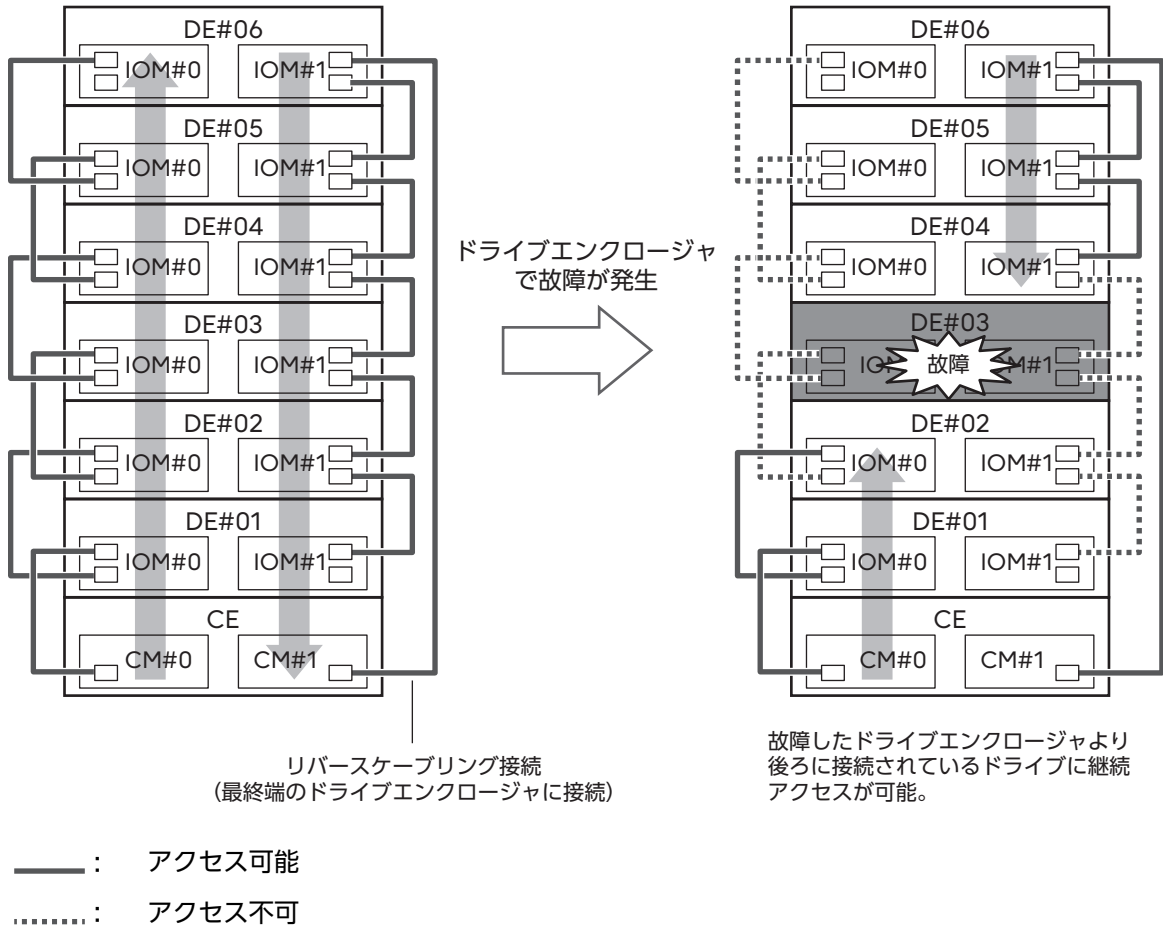 DE#06
IOM#0 IOM#1
DE#05
IOM#0 IOM#1
DE#04
IOM#0 IOM#1
DE#03
IOM#0 IOM#1
DE#02
IOM#0 IOM#1
DE#01
IOM#0 IOM#1
CE
CM#0 CM#1
リバースケーブリング接続
(最終端のドライブエンクロージャに接続)
ドライブエンクロージャ
で故障が発生
DE#06
IOM#0 IOM#1
DE#05
IOM#0 IOM#1
DE#04
IOM#0 IOM#1
DE#03
故障
DE#02
IOM#0 IOM#1
DE#01
IOM#0 IOM#1
CE
CM#0 CM#1
故障したドライブエンクロージャより
後ろに接続されているドライブに継続
アクセスが可能。
: アクセス可能
: アクセス不可